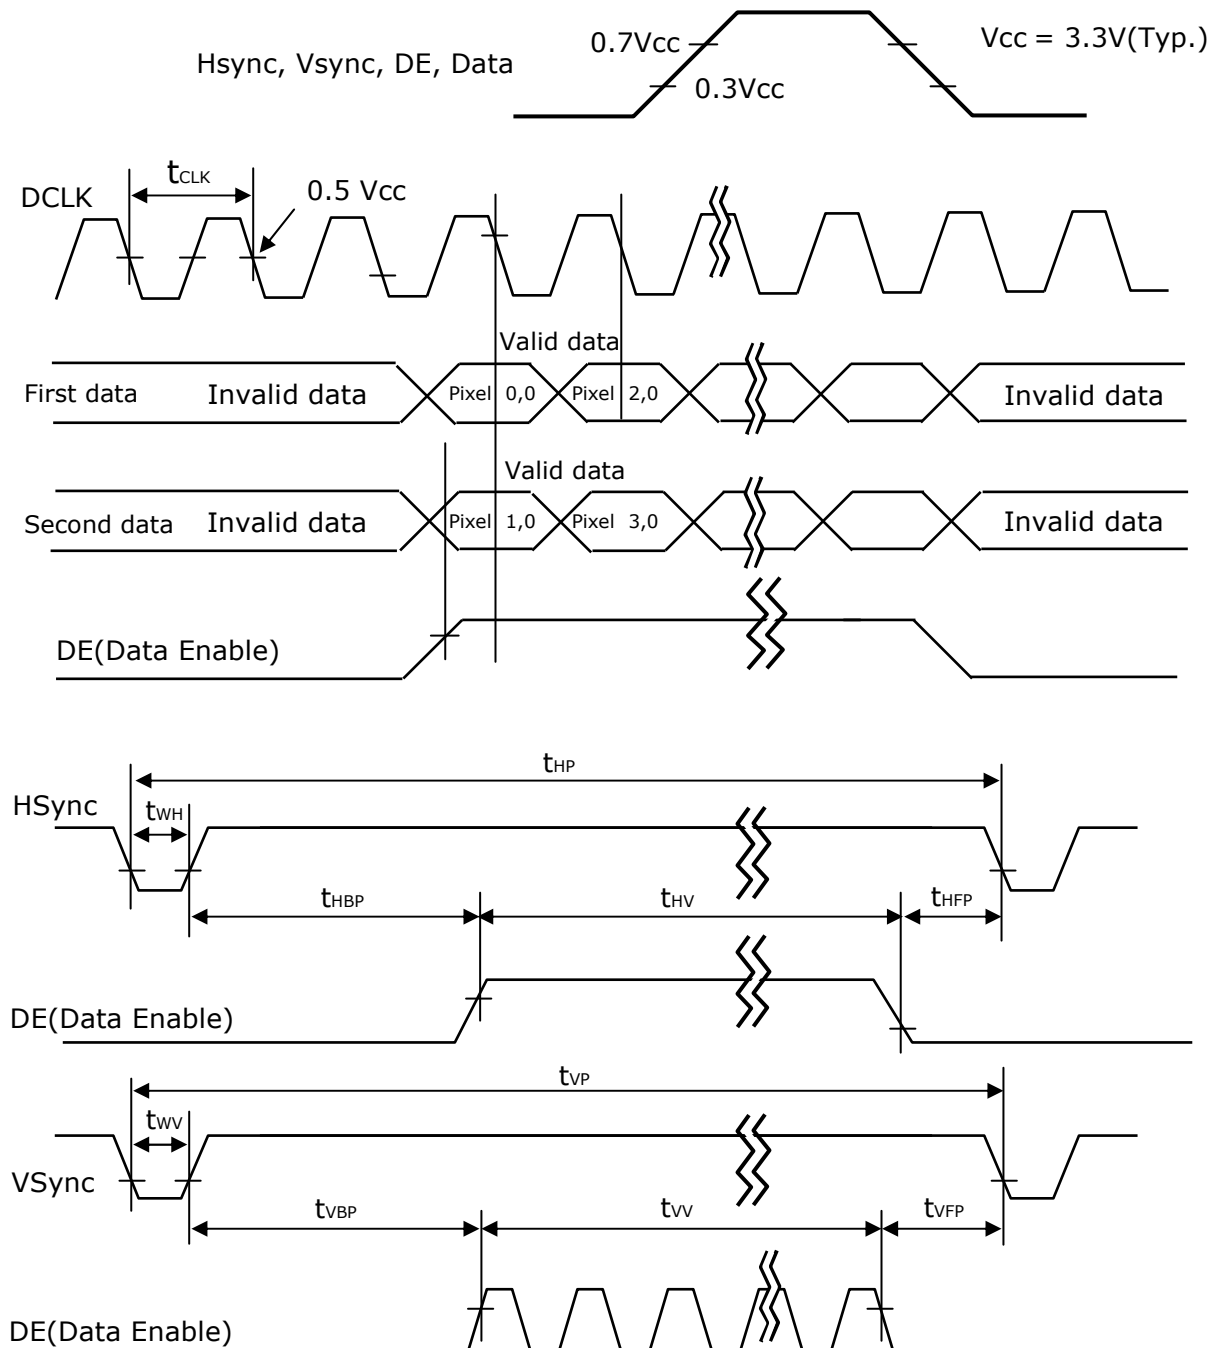 0.7Vcc
Vcc = 3.3V(Typ.)
Hsync, Vsync, DE, Data
0.3Vcc
tCLK
DCLK
0.5 Vcc
Valid data
First data
Invalid data
Pixel 0,0
Pixel 2,0
Invalid data
Valid data
Second data
Invalid data
Pixel 1,0
Pixel 3,0
Invalid data
DE(Data Enable)
tHP
HSync
tWH
tHBP
tHV
tHFP
DE(Data Enable)
tVP
tWV
VSync
tVBP
tVV
tVFP
DE(Data Enable)